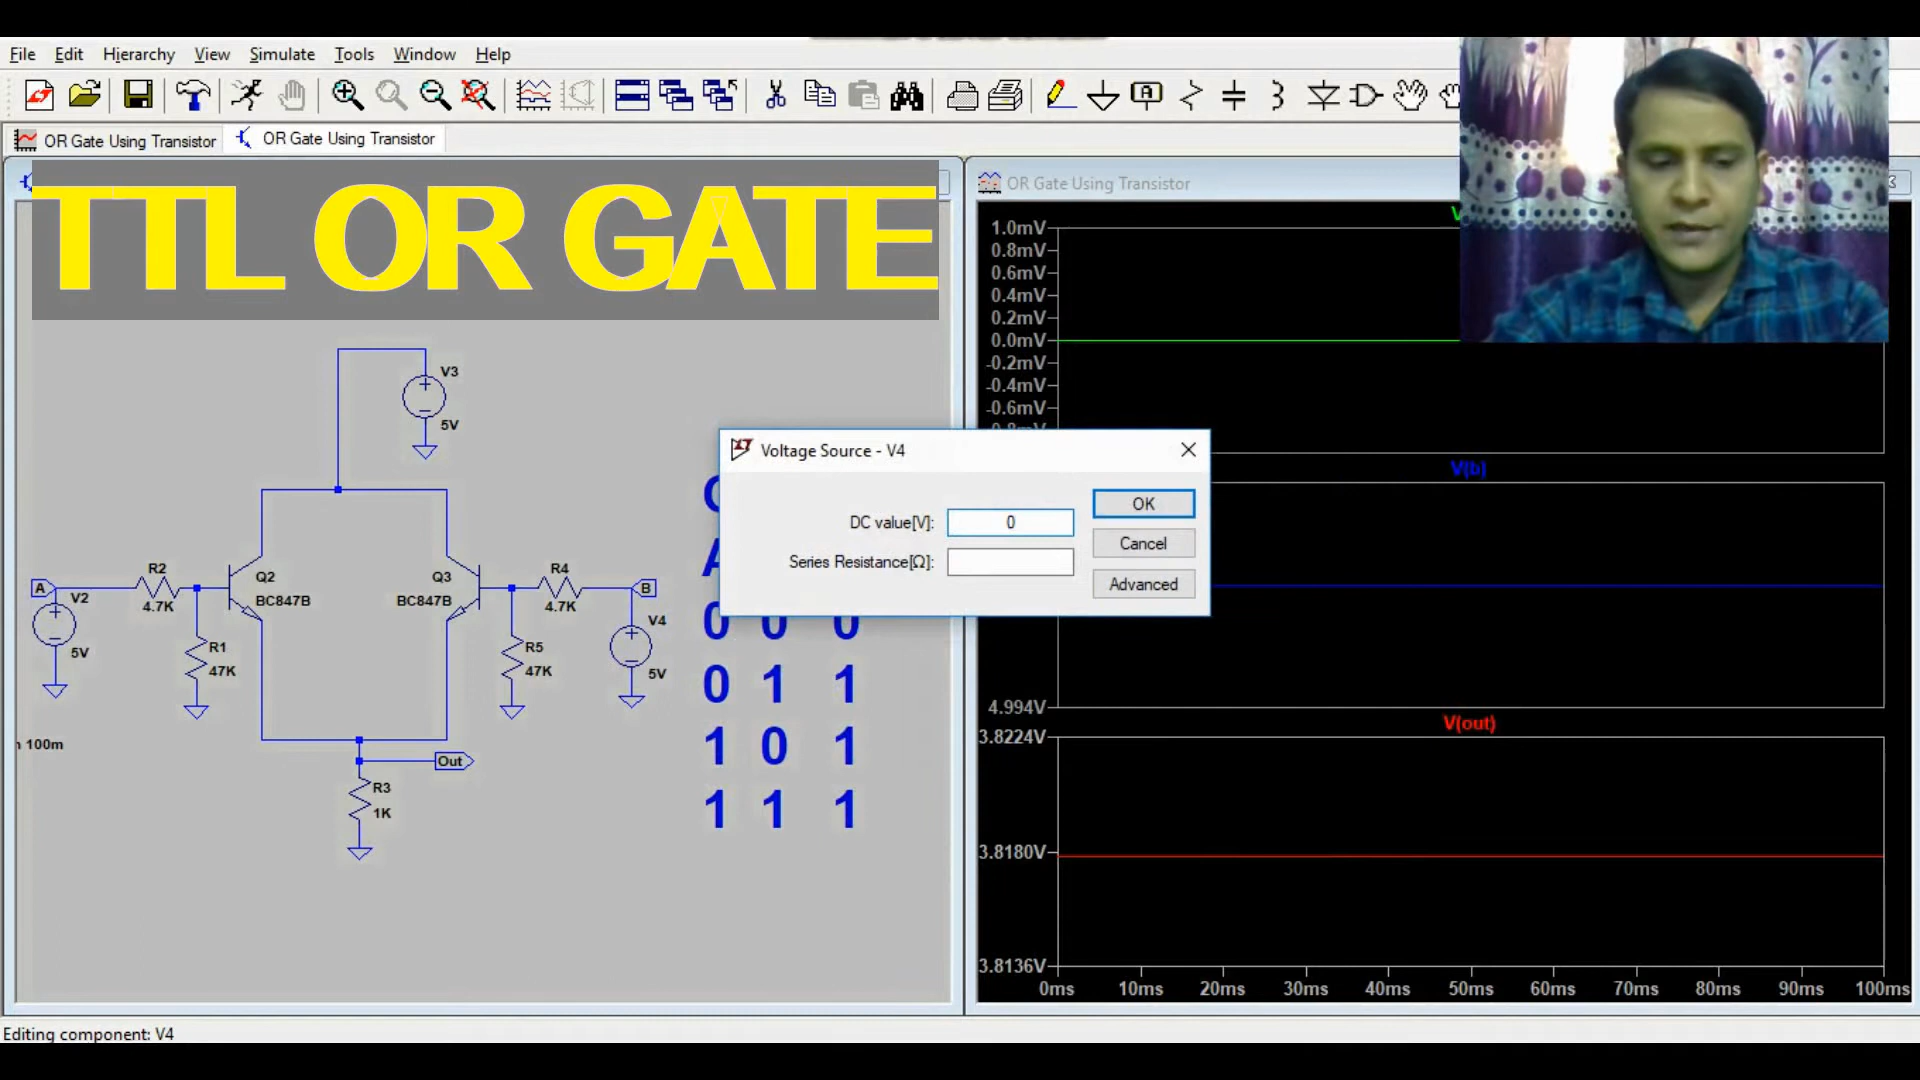 File Edit Hierarchy View Simulate Tools Window Help
OR Gate Using Transistor OR Gate Using Transistor
TTL OR GATE
OR Gate Using Transistor
V3
5V
A
V2
5V
R2
4.7K
R1
47K
Q2
BC847B
Q3
BC847B
R4
4.7K
R5
47K
B
V4
5V
Out
R3
1K
100m
0 0 0
0 1 1
1 0 1
1 1 1
Voltage Source - V4
DC value[V]: 0
Series Resistance[Ω]:
OK
Cancel
Advanced
1.0mV
0.8mV
0.6mV
0.4mV
0.2mV
0.0mV
-0.2mV
-0.4mV
-0.6mV
V(b)
4.994V
V(out)
3.8224V
3.8180V
3.8136V
0ms 10ms 20ms 30ms 40ms 50ms 60ms 70ms 80ms 90ms 100ms
Editing component: V4